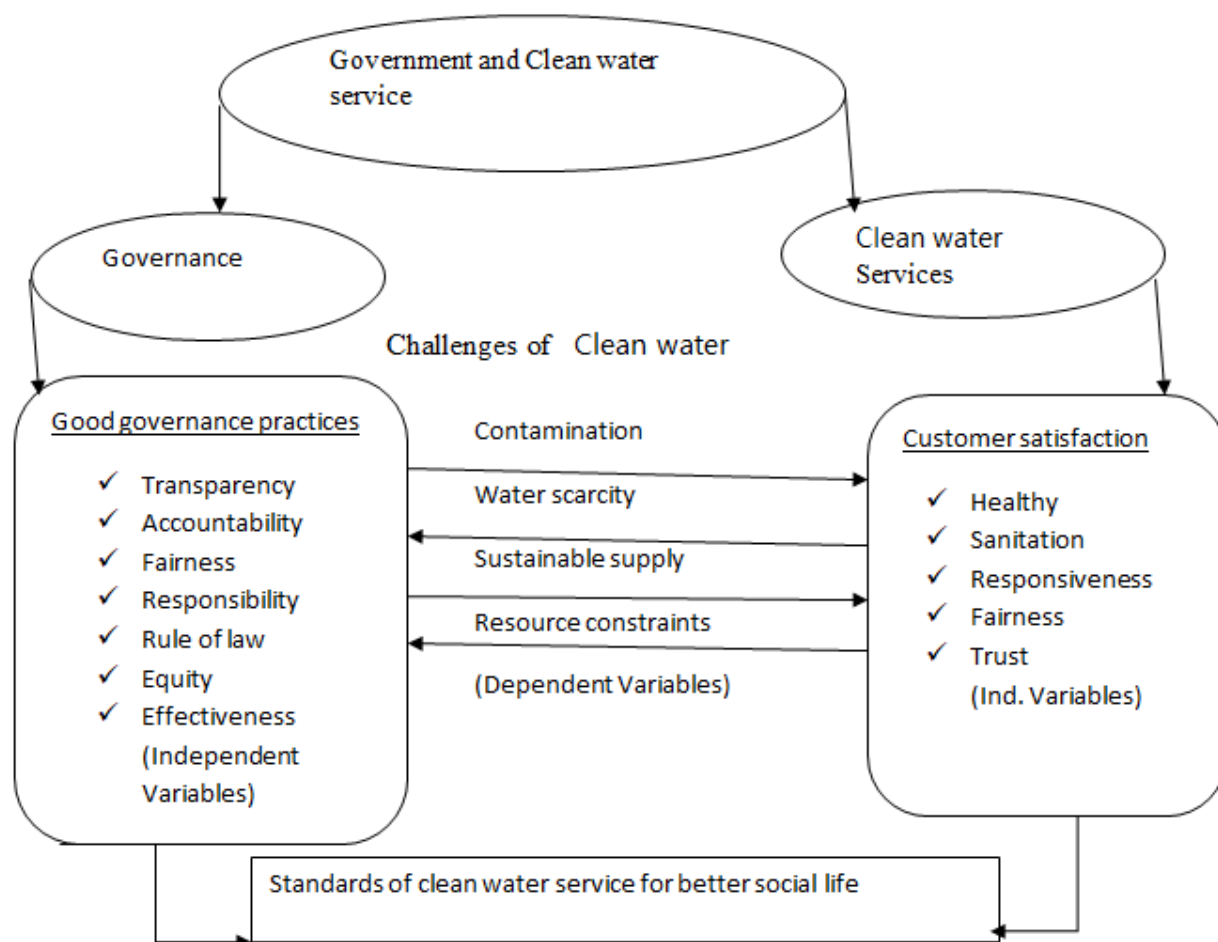 Government and Clean water
service
Governance
Clean water
Services
Challenges of Clean water
Good governance practices
✓ Transparency
✓ Accountability
✓ Fairness
✓ Responsibility
✓ Rule of law
✓ Equity
✓ Effectiveness
(Independent
Variables)
Contamination
Water scarcity
Sustainable supply
Resource constraints
(Dependent Variables)
Customer satisfaction
✓ Healthy
✓ Sanitation
✓ Responsiveness
✓ Fairness
✓ Trust
(Ind. Variables)
Standards of clean water service for better social life